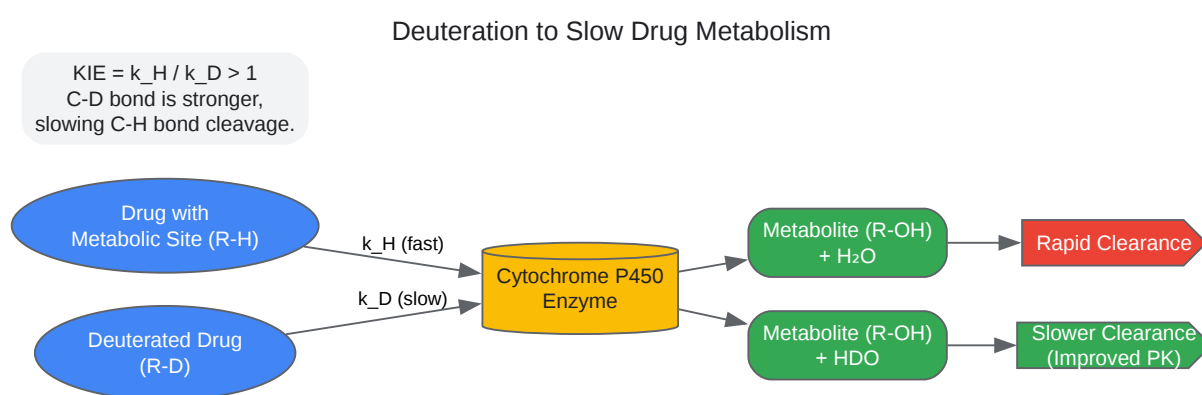 Deuteration to Slow Drug Metabolism
KIE = k_H / k_D > 1
C-D bond is stronger,
slowing C-H bond cleavage.
Drug with
Metabolic Site (R-H)
k_H (fast)
Cytochrome P450
Enzyme
Metabolite (R-OH)
+ H₂O
Rapid Clearance
Deuterated Drug
(R-D)
k_D (slow)
Metabolite (R-OH)
+ HDO
Slower Clearance
(Improved PK)